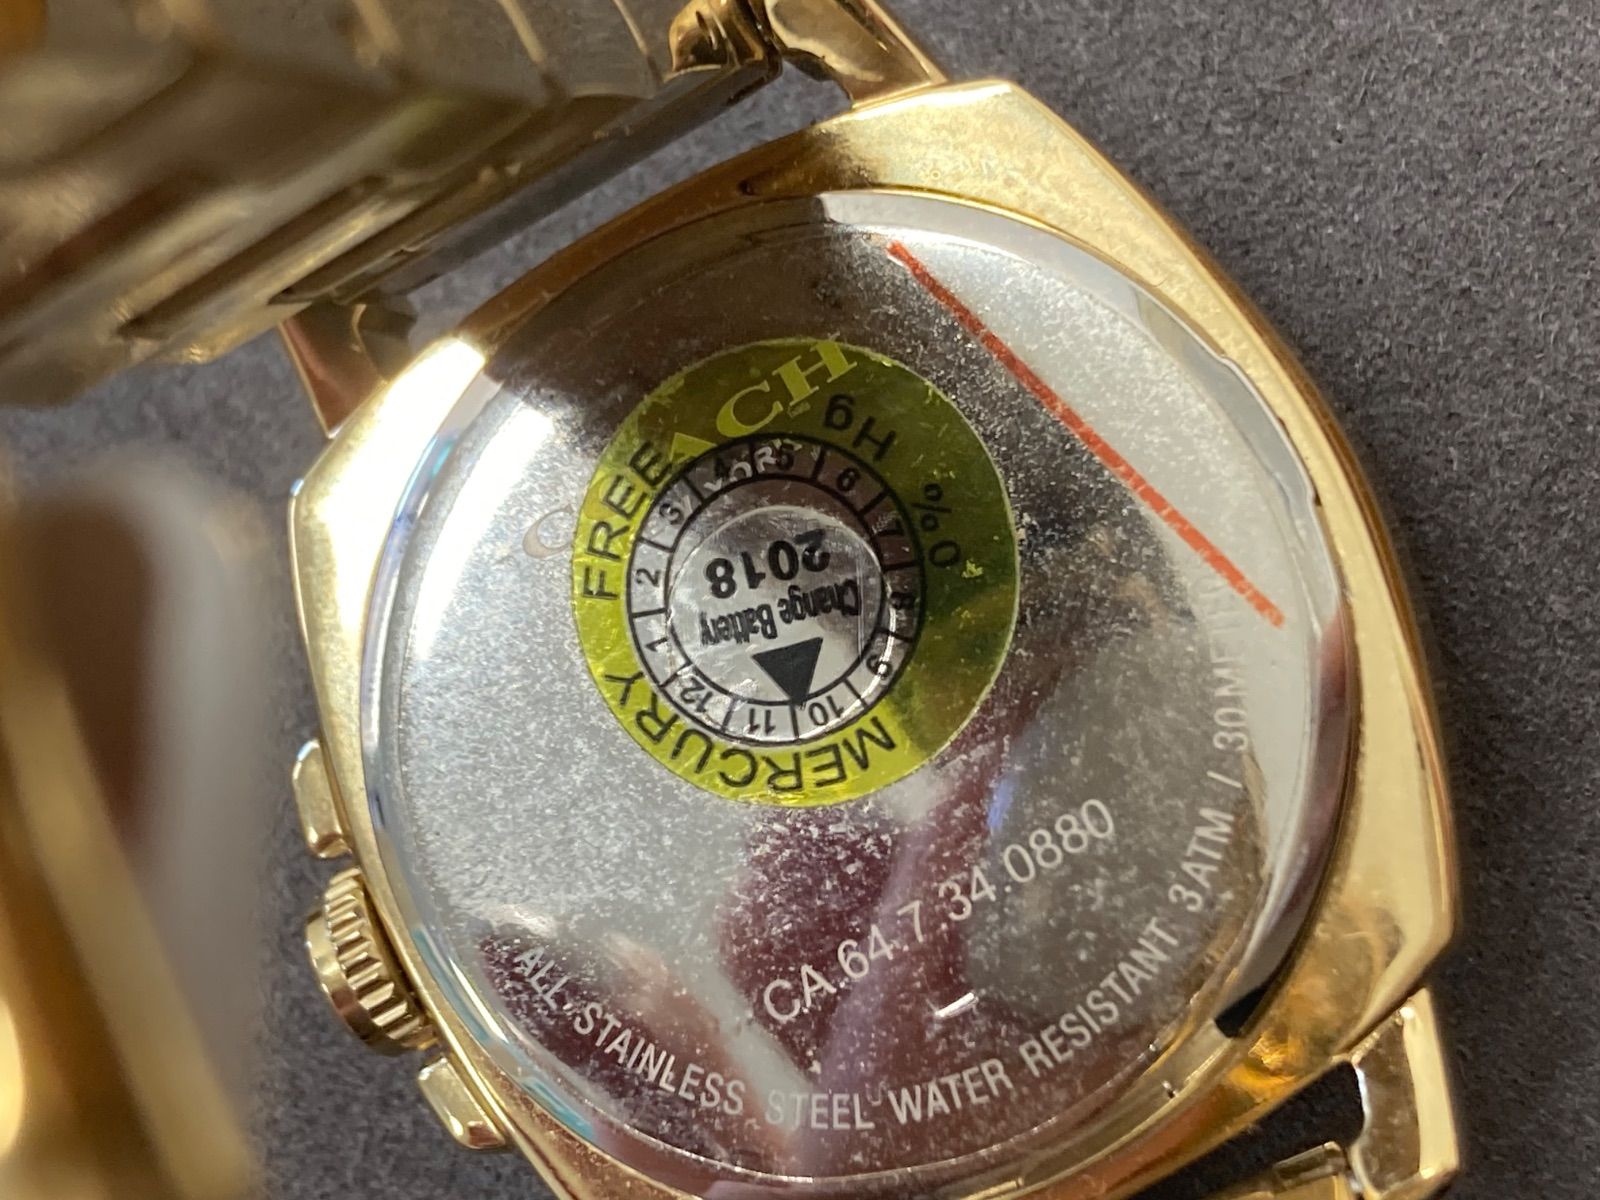 COACH
MERCURY FREE
0% Hg
1 2 3 4 5 6 7 8 9 10 11 12
Change Battery
2018
CA.64.7.34.0880
ALL STAINLESS STEEL WATER RESISTANT 3ATM /